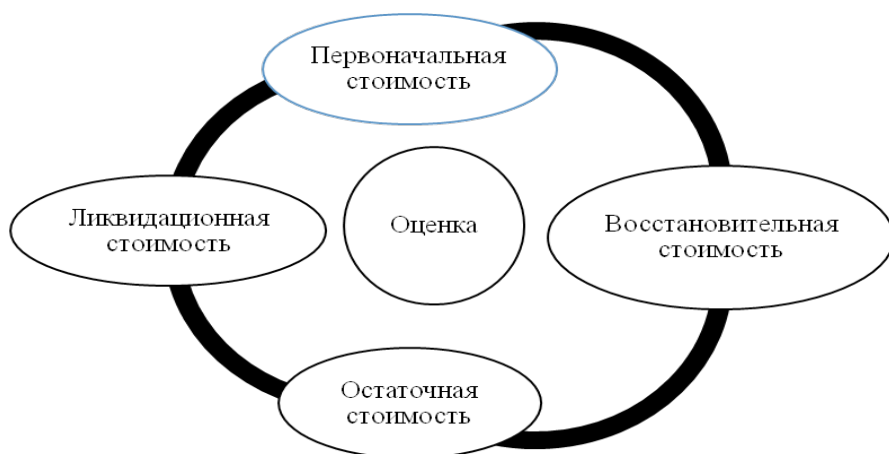 Первоначальная
стоимость
Ликвидационная
стоимость
Оценка
Восстановительная
стоимость
Остаточная
стоимость